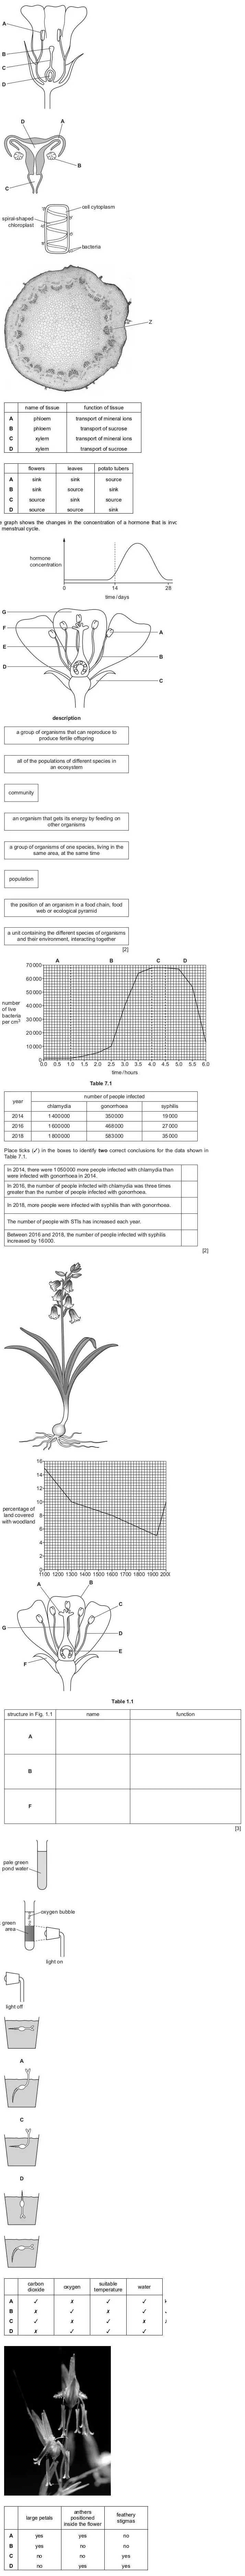 A
B
C
D
D
A
B
C
cell cytoplasm
spiral-shaped
chloroplast
bacteria
Z
name of tissue function of tissue
A phloem transport of mineral ions
B phloem transport of sucrose
C xylem transport of mineral ions
D xylem transport of sucrose
flowers leaves potato tubers
A sink sink source
B sink source sink
C source sink source
D source source sink
e graph shows the changes in the concentration of a hormone that is invo
menstrual cycle.
hormone
concentration
0 14 28
time / days
G
F
E
D
A
B
C
description
a group of organisms that can reproduce to
produce fertile offspring
all of the populations of different species in
an ecosystem
community
an organism that gets its energy by feeding on
other organisms
a group of organisms of one species, living in the
same area, at the same time
population
the position of an organism in a food chain, food
web or ecological pyramid
a unit containing the different species of organisms
and their environment, interacting together
[2]
A B C D
70 000
60 000
50 000
40 000
30 000
20 000
10 000
0
number
of live
bacteria
per cm³
0.0 0.5 1.0 1.5 2.0 2.5 3.0 3.5 4.0 4.5 5.0 5.5 6.0
time / hours
Table 7.1
year number of people infected
chlamydia gonorrhoea syphilis
2014 1 400 000 350 000 19 000
2016 1 600 000 468 000 27 000
2018 1 800 000 583 000 35 000
Place ticks (✓) in the boxes to identify two correct conclusions for the data shown in
Table 7.1.
In 2014, there were 1 050 000 more people infected with chlamydia than
were infected with gonorrhoea in 2014.
In 2016, the number of people infected with chlamydia was three times
greater than the number of people infected with gonorrhoea.
In 2018, more people were infected with syphilis than with gonorrhoea.
The number of people with STIs has increased each year.
Between 2016 and 2018, the number of people infected with syphilis
increased by 16 000.
[2]
16
14
12
10
8
6
4
2
0
percentage of
land covered
with woodland
1100 1200 1300 1400 1500 1600 1700 1800 1900 2000
A
B
C
D
E
F
G
Table 1.1
structure in Fig. 1.1 name function
A
B
F
[3]
pale green
pond water
oxygen bubble
green
area
light on
light off
A
C
D
carbon
dioxide oxygen suitable
temperature water
A ✓ ✗ ✓ ✓
B ✗ ✓ ✗ ✓
C ✓ ✗ ✓ ✗
D ✗ ✓ ✓ ✓
large petals anthers
positioned
inside the flower feathery
stigmas
A yes yes no
B yes no no
C no no yes
D no yes yes